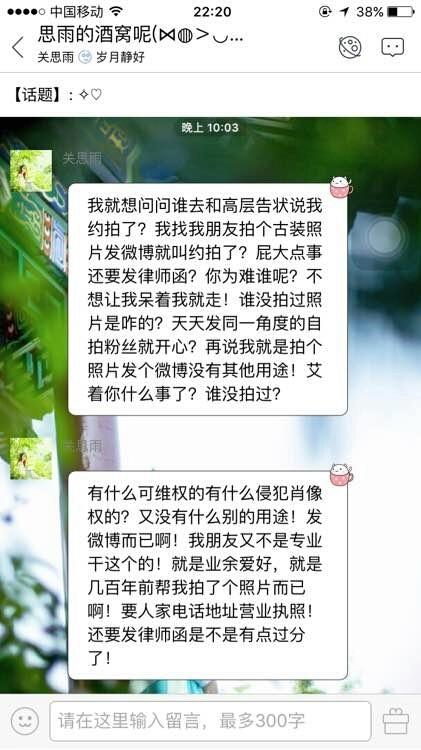 中国移动
22:20
38%
思雨的酒窝呢(⋈◍＞◡...
关思雨 岁月静好
【话题】: ✧♡
晚上 10:03
关思雨
我就想问问谁去和高层告状说我
约拍了？我找我朋友拍个古装照
片发微博就叫约拍了？屁大点事
还要发律师函？你为难谁呢？不
想让我呆着我就走！谁没拍过照
片是咋的？天天发同一角度的自
拍粉丝就开心？再说我就是拍个
照片发个微博没有其他用途！艾
着你什么事了？谁没拍过？
关思雨
有什么可维权的有什么侵犯肖像
权的？又没有什么别的用途！发
微博而已啊！我朋友又不是专业
干这个的！就是业余爱好，就是
几百年前帮我拍了个照片而已
啊！要人家电话地址营业执照！
还要发律师函是不是有点过分
了！
请在这里输入留言，最多300字